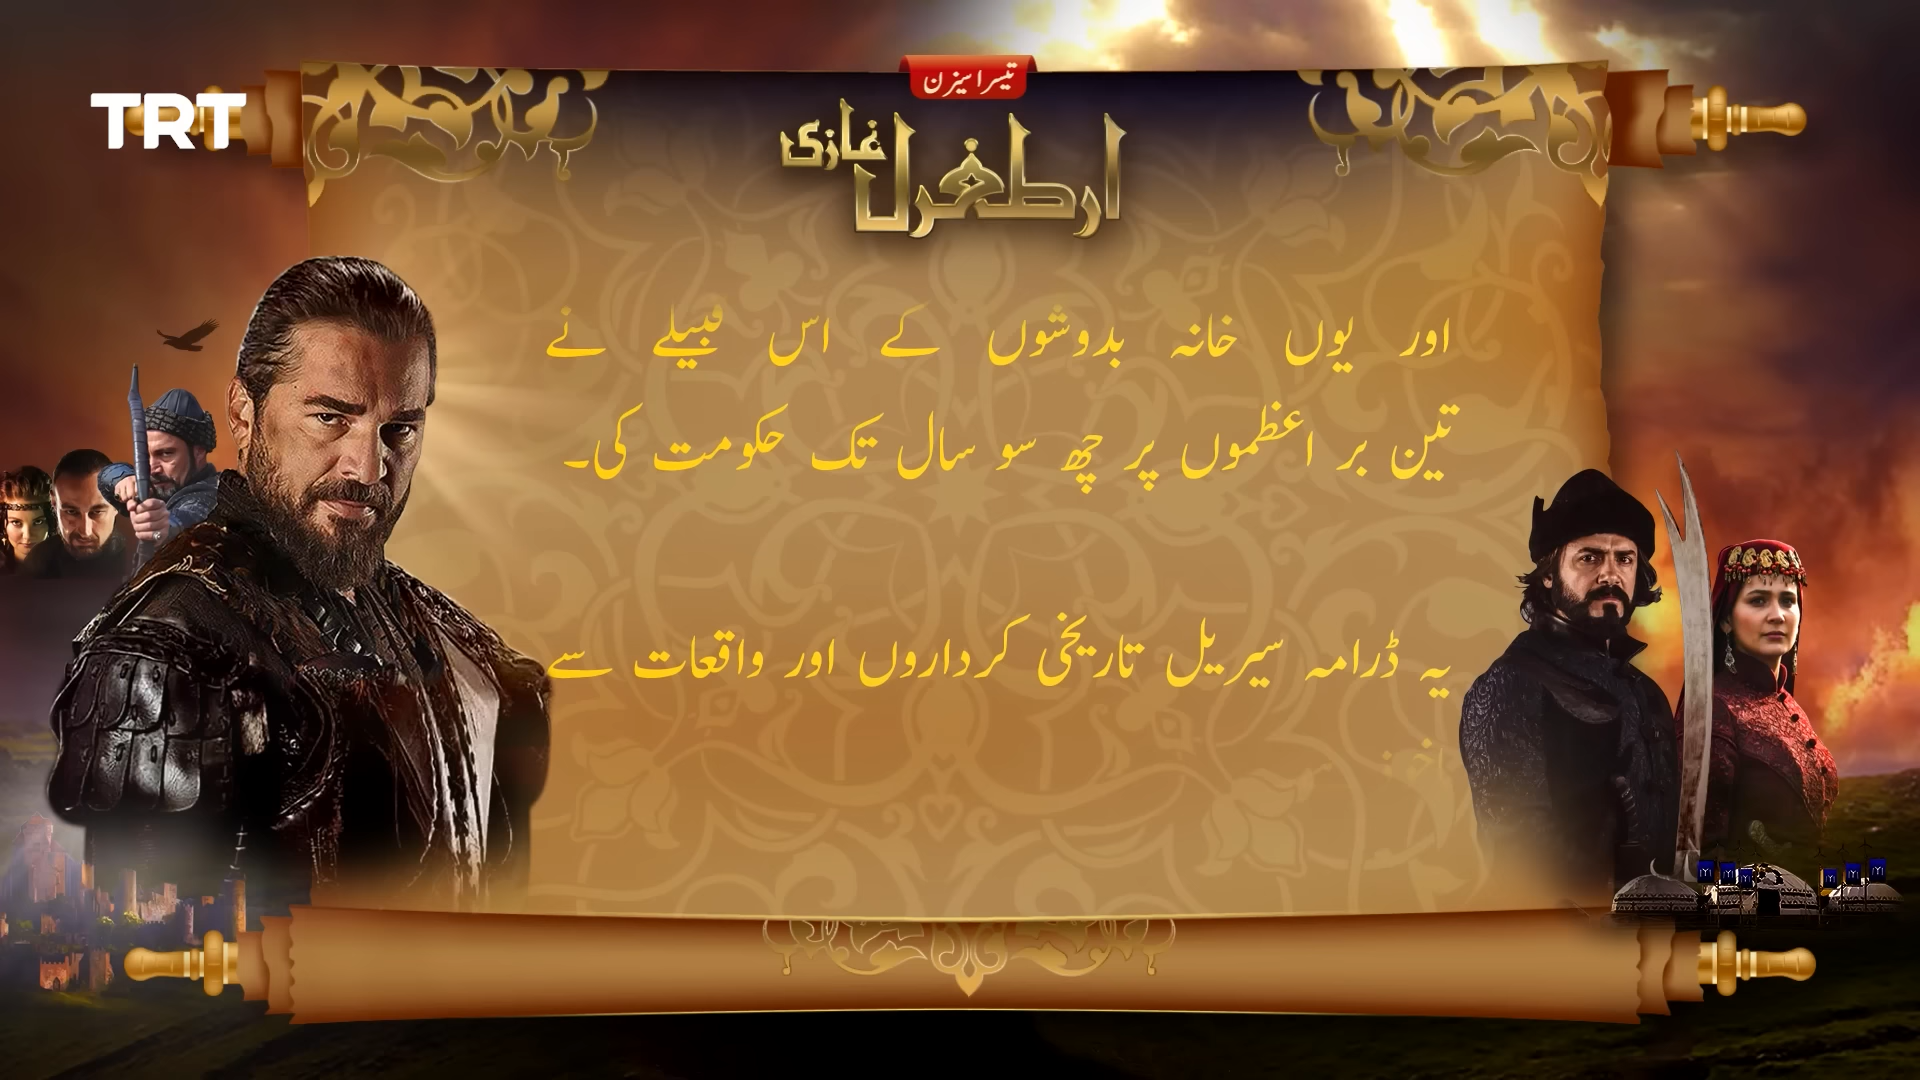 TRT
تیسرا سیزن
ارطغرل غازی
اور یوں خانہ بدوشوں کے اس قبیلے نے
تین بر اعظموں پر چھ سو سال تک حکومت کی۔
یہ ڈرامہ سیریل تاریخی کرداروں اور واقعات سے